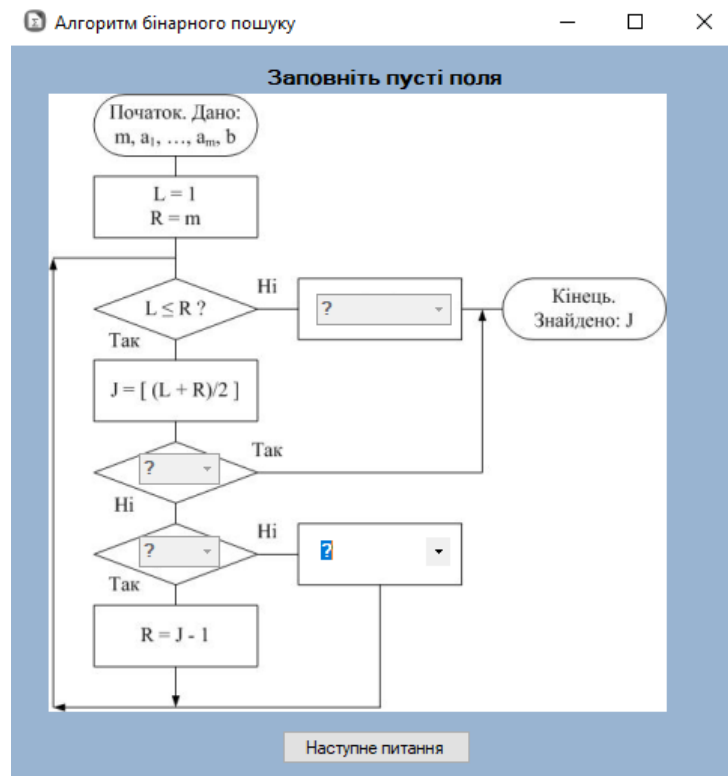 Алгоритм бінарного пошуку
Заповніть пусті поля
Початок. Дано:
m, a₁, …, aₘ, b
L = 1
R = m
L ≤ R ?
Ні
?
Кінець.
Знайдено: J
Так
J = [ (L + R)/2 ]
?
Так
Ні
?
Ні
?
Так
R = J - 1
Наступне питання